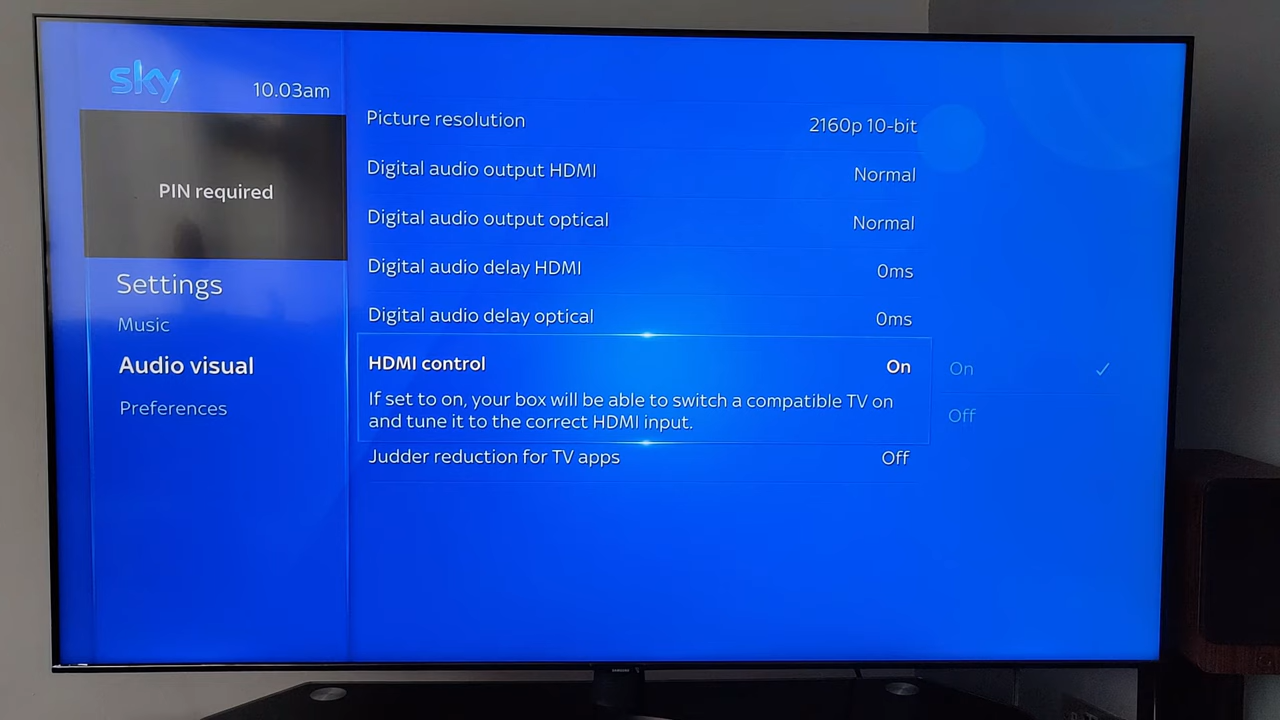 sky
10.03am
PIN required
Settings
Music
Audio visual
Preferences
Picture resolution 2160p 10-bit
Digital audio output HDMI Normal
Digital audio output optical Normal
Digital audio delay HDMI 0ms
Digital audio delay optical 0ms
HDMI control On
If set to on, your box will be able to switch a compatible TV on
and tune it to the correct HDMI input.
Judder reduction for TV apps Off
On
Off
SAMSUNG